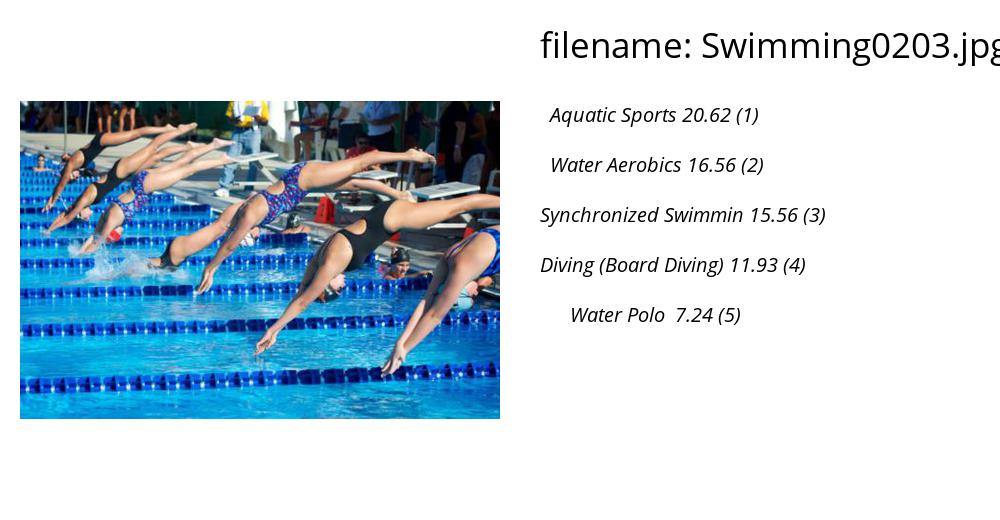 filename: Swimming0203.jpg
Aquatic Sports 20.62 (1)
Water Aerobics 16.56 (2)
Synchronized Swimmin 15.56 (3)
Diving (Board Diving) 11.93 (4)
Water Polo 7.24 (5)